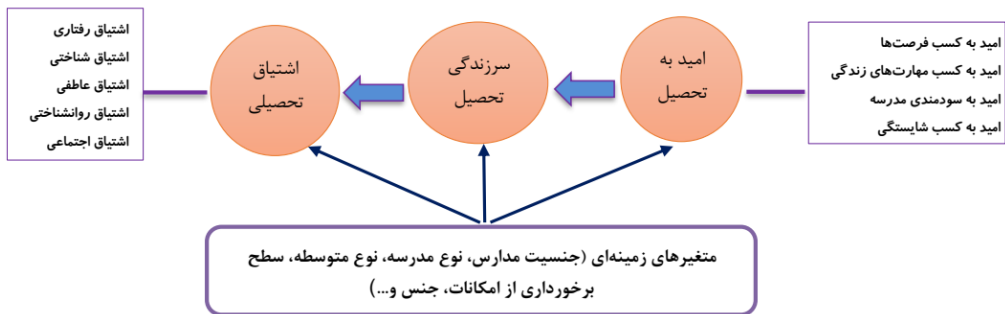 امید به کسب فرصت‌ها
امید به کسب مهارت‌های زندگی
امید به سودمندی مدرسه
امید به کسب شایستگی
امید به
تحصیل
سرزندگی
تحصیل
اشتیاق
تحصیلی
اشتیاق رفتاری
اشتیاق شناختی
اشتیاق عاطفی
اشتیاق روانشناختی
اشتیاق اجتماعی
متغیرهای زمینه‌ای (جنسیت مدارس، نوع مدرسه، نوع متوسطه، سطح
برخورداری از امکانات، جنس و...)